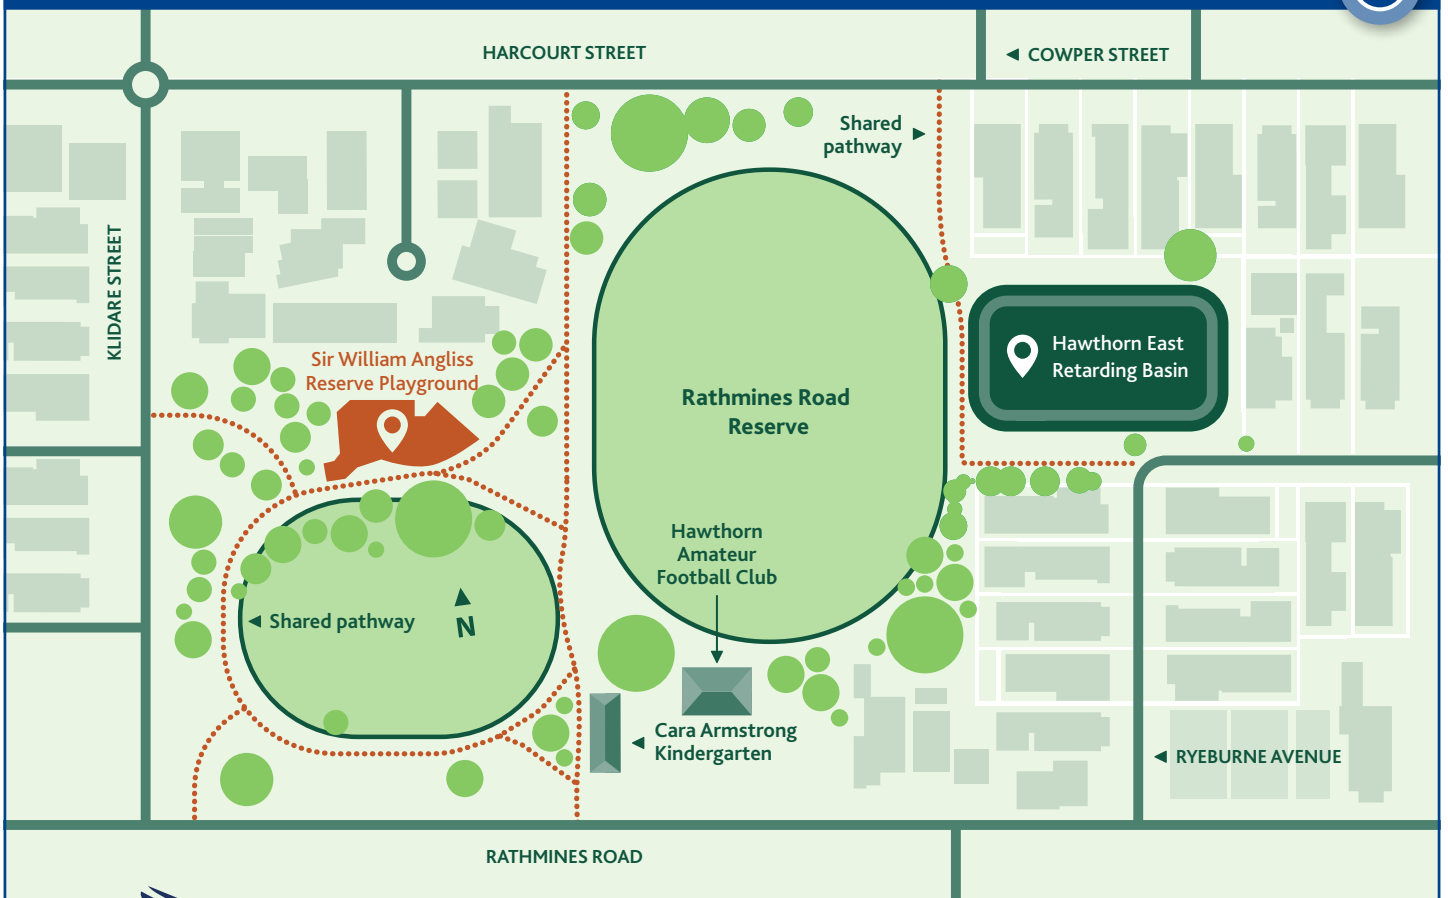 HARCOURT STREET
COWPER STREET
Shared
pathway
KLIDARE STREET
Sir William Angliss
Reserve Playground
Hawthorn East
Retarding Basin
Rathmines Road
Reserve
Hawthorn
Amateur
Football Club
Shared pathway
N
Cara Armstrong
Kindergarten
RYEBURNE AVENUE
RATHMINES ROAD